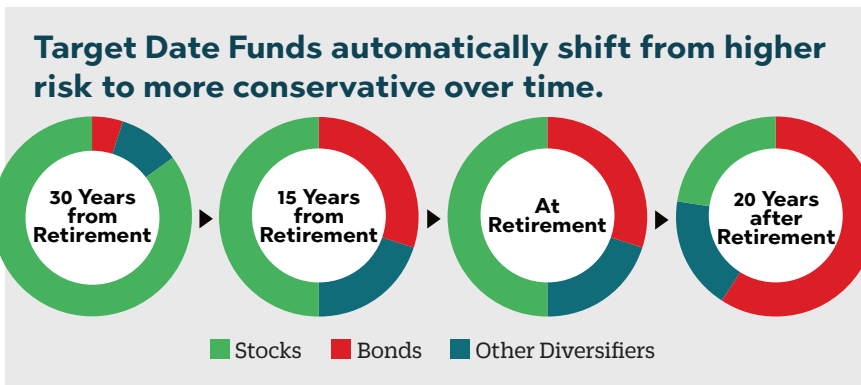 Target Date Funds automatically shift from higher
risk to more conservative over time.
30 Years
from
Retirement
15 Years
from
Retirement
At
Retirement
20 Years
after
Retirement
Stocks
Bonds
Other Diversifiers